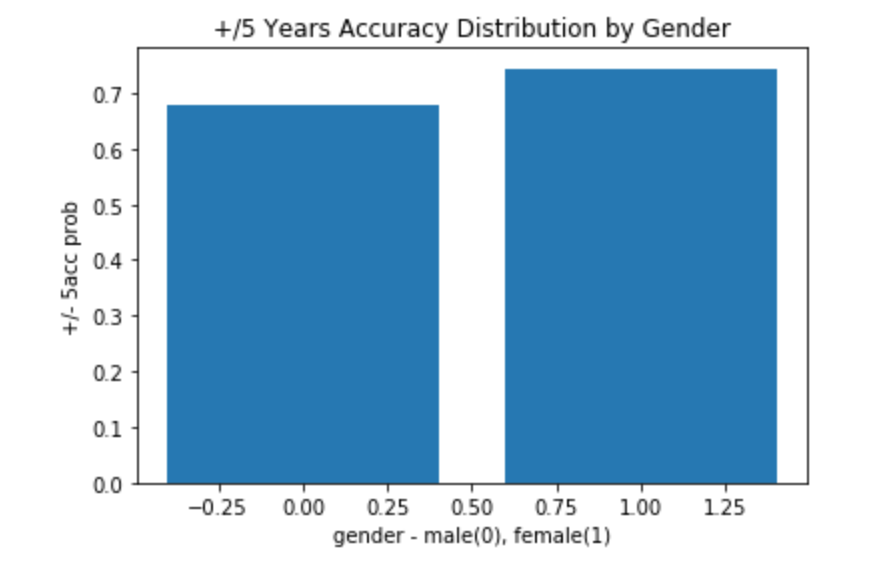 +/5 Years Accuracy Distribution by Gender
+/- 5acc prob
0.7
0.6
0.5
0.4
0.3
0.2
0.1
0.0
−0.25 0.00 0.25 0.50 0.75 1.00 1.25
gender - male(0), female(1)